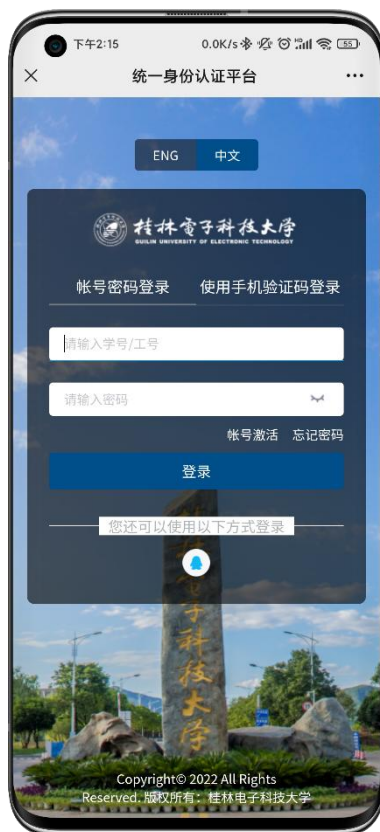 下午2:15
0.0K/s
55
统一身份认证平台
ENG 中文
桂林电子科技大学
GUILIN UNIVERSITY OF ELECTRONIC TECHNOLOGY
帐号密码登录 使用手机验证码登录
请输入学号/工号
请输入密码
帐号激活 忘记密码
登录
您还可以使用以下方式登录
子科技大学
Copyright© 2022 All Rights
Reserved. 版权所有：桂林电子科技大学